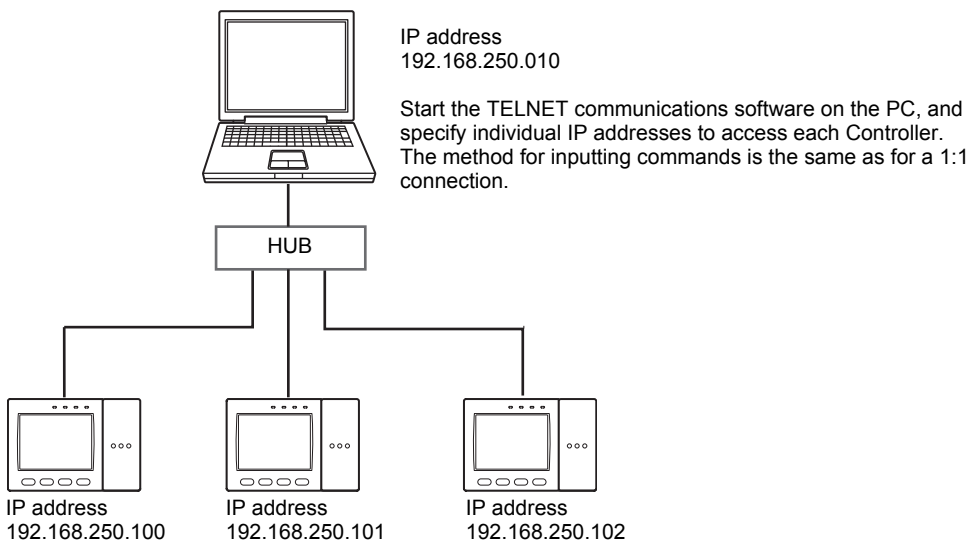 IP address
192.168.250.010
Start the TELNET communications software on the PC, and
specify individual IP addresses to access each Controller.
The method for inputting commands is the same as for a 1:1
connection.
HUB
IP address
192.168.250.100
IP address
192.168.250.101
IP address
192.168.250.102